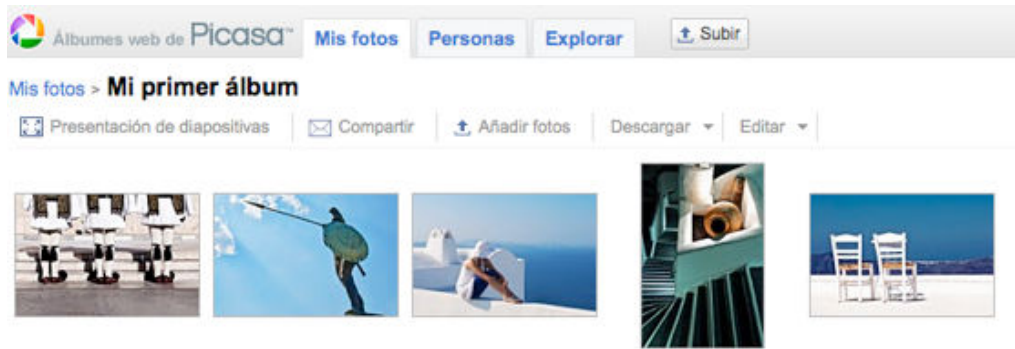 Álbumes web de Picasa™ Mis fotos Personas Explorar Subir
Mis fotos > Mi primer álbum
Presentación de diapositivas Compartir Añadir fotos Descargar Editar